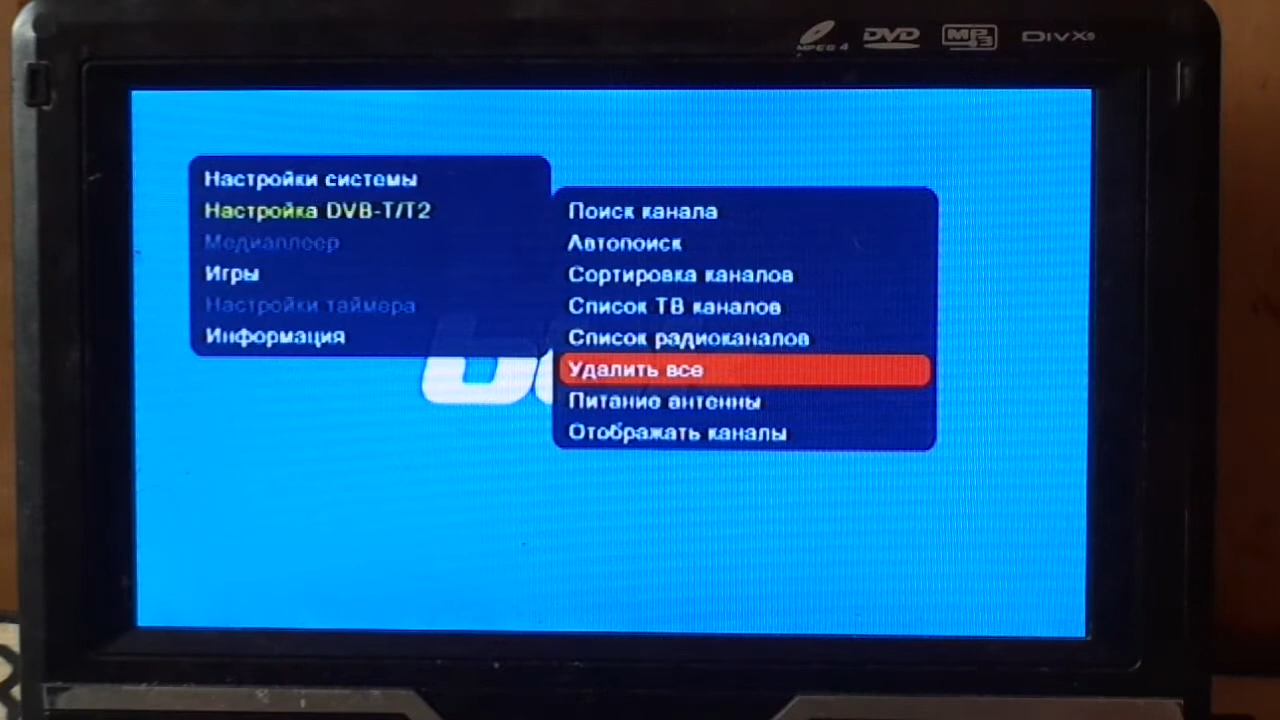 MPEG 4 DVD MP3 DivX
Настройки системы
Настройка DVB-T/T2
Медиаплеер
Игры
Настройки таймера
Информация
Поиск канала
Автопоиск
Сортировка каналов
Список ТВ каналов
Список радиоканалов
Удалить все
Питание антенны
Отображать каналы